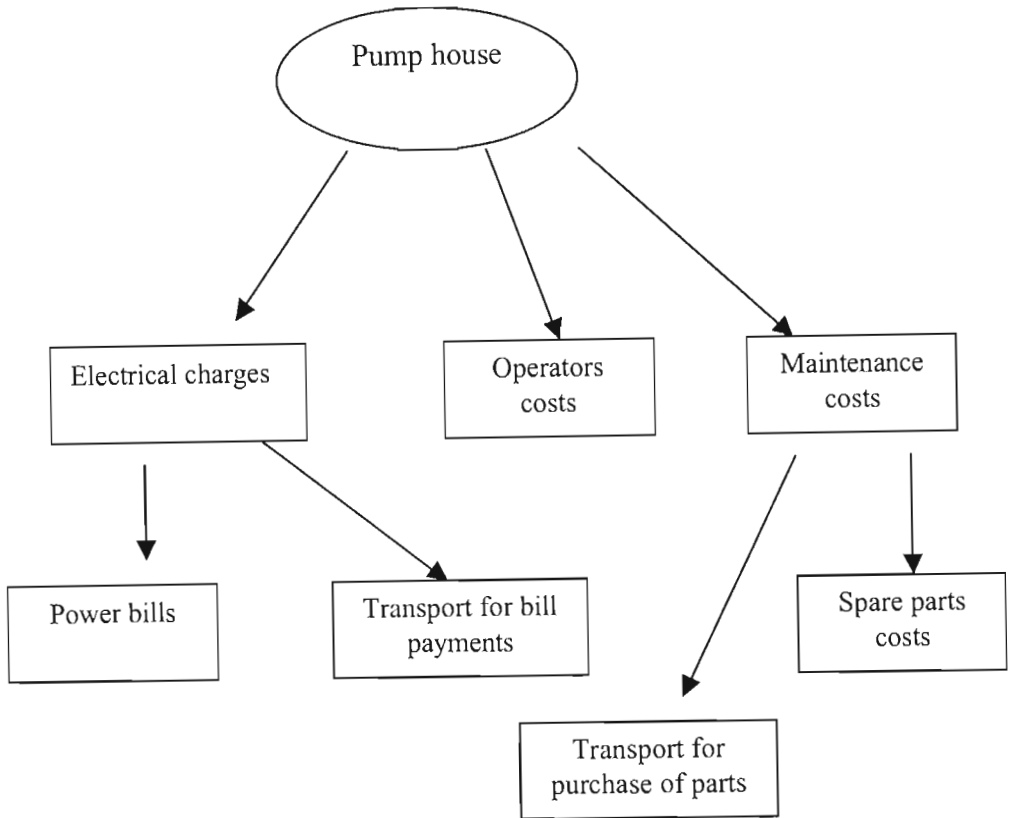 Pump house
Electrical charges
Operators
costs
Maintenance
costs
Power bills
Transport for bill
payments
Spare parts
costs
Transport for
purchase of parts